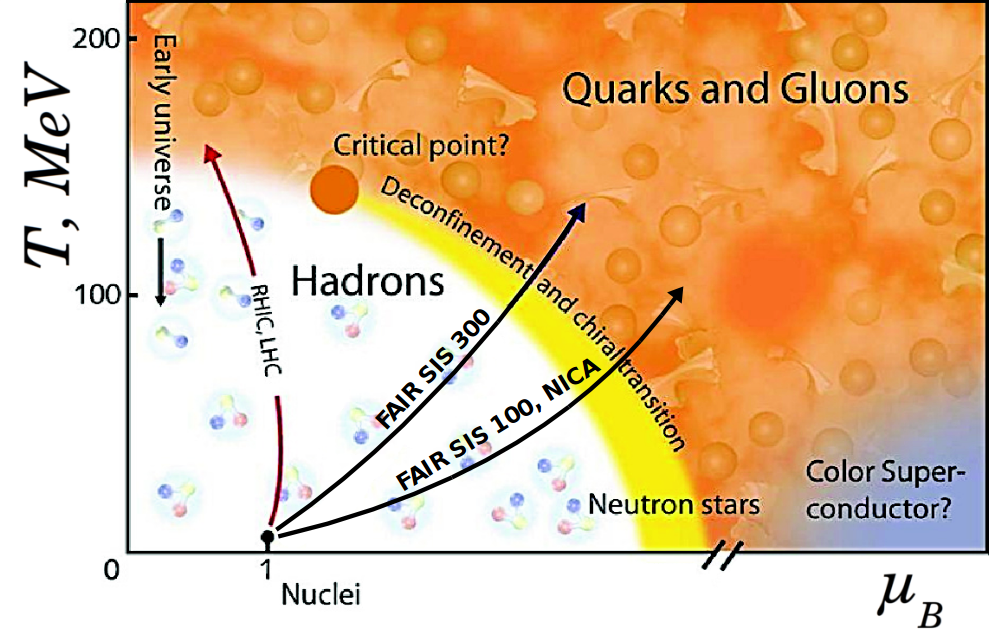 200
Early universe
Quarks and Gluons
Critical point?
T, MeV
Deconfinement and chiral transition
Hadrons
100
RHIC, LHC
FAIR SIS 300
FAIR SIS 100, NICA
Color Super-
conductor?
Neutron stars
0
1
Nuclei
μ_B